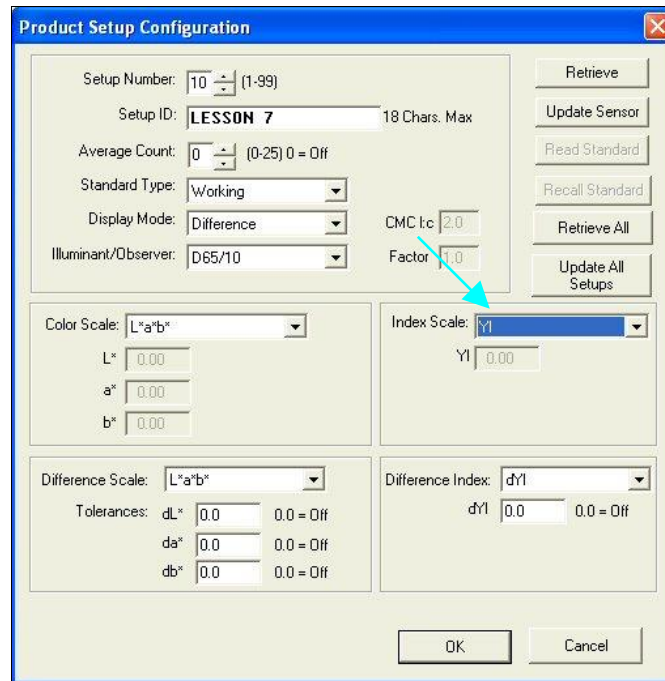 Product Setup Configuration
Setup Number: 10 (1-99)
Setup ID: LESSON 7 18 Chars. Max
Average Count: 0 (0-25) 0 = Off
Standard Type: Working
Display Mode: Difference
CMC l:c 2.0
Illuminant/Observer: D65/10
Factor 1.0
Retrieve
Update Sensor
Read Standard
Recall Standard
Retrieve All
Update All
Setups
Color Scale: L*a*b*
L* 0.00
a* 0.00
b* 0.00
Index Scale: YI
YI 0.00
Difference Scale: L*a*b*
Tolerances: dL* 0.0 0.0 = Off
da* 0.0 0.0 = Off
db* 0.0 0.0 = Off
Difference Index: dYI
dYI 0.0 0.0 = Off
OK Cancel